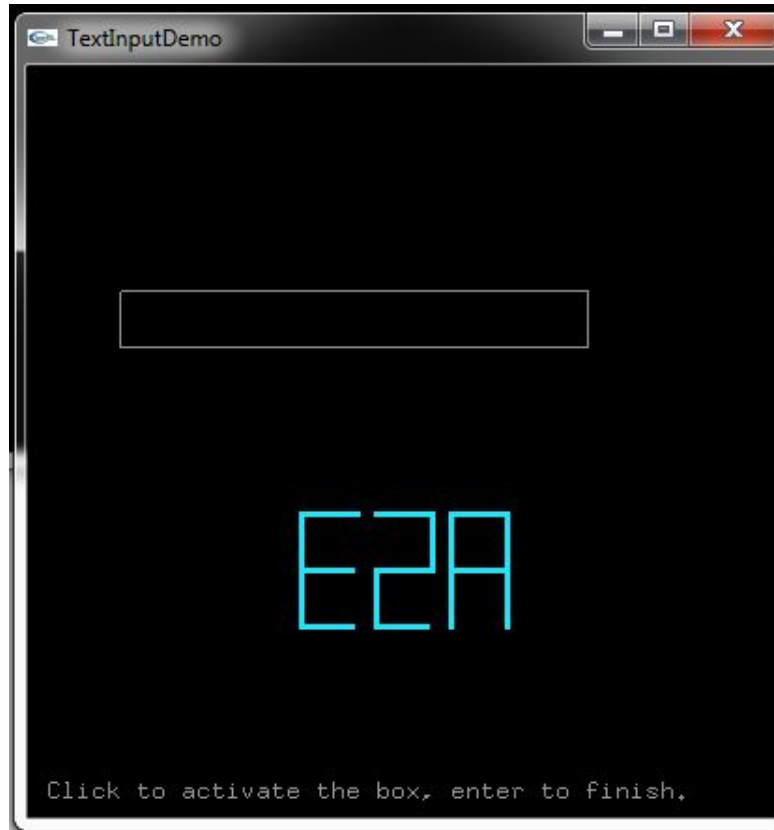 TextInputDemo
E2A
Click to activate the box, enter to finish.